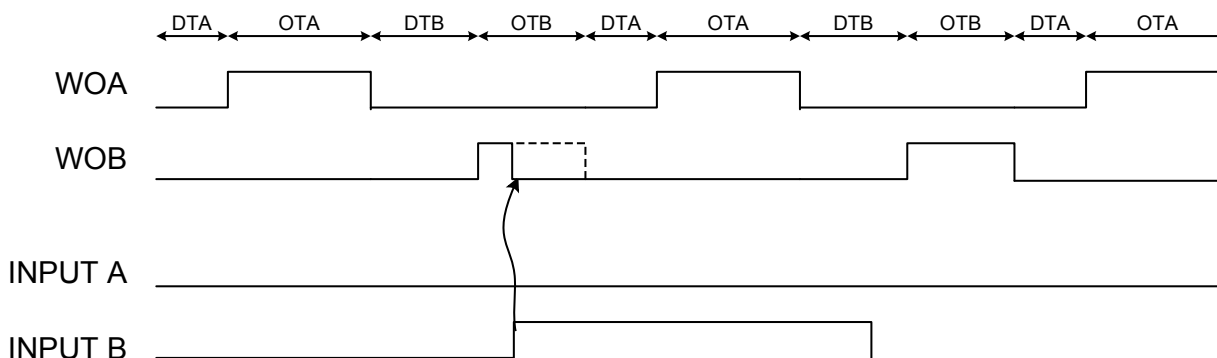 DTA OTA DTB OTB DTA OTA DTB OTB DTA OTA
WOA
WOB
INPUT A
INPUT B